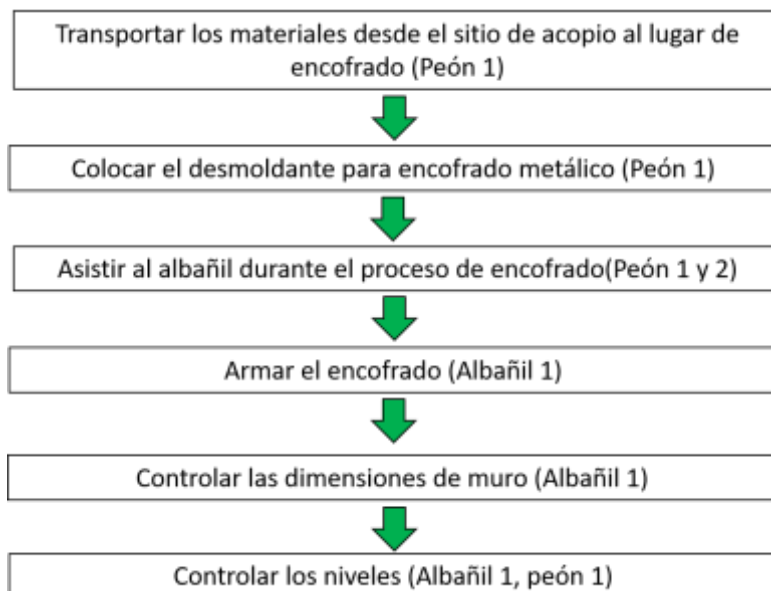 Transportar los materiales desde el sitio de acopio al lugar de
encofrado (Peón 1)
Colocar el desmoldante para encofrado metálico (Peón 1)
Asistir al albañil durante el proceso de encofrado(Peón 1 y 2)
Armar el encofrado (Albañil 1)
Controlar las dimensiones de muro (Albañil 1)
Controlar los niveles (Albañil 1, peón 1)